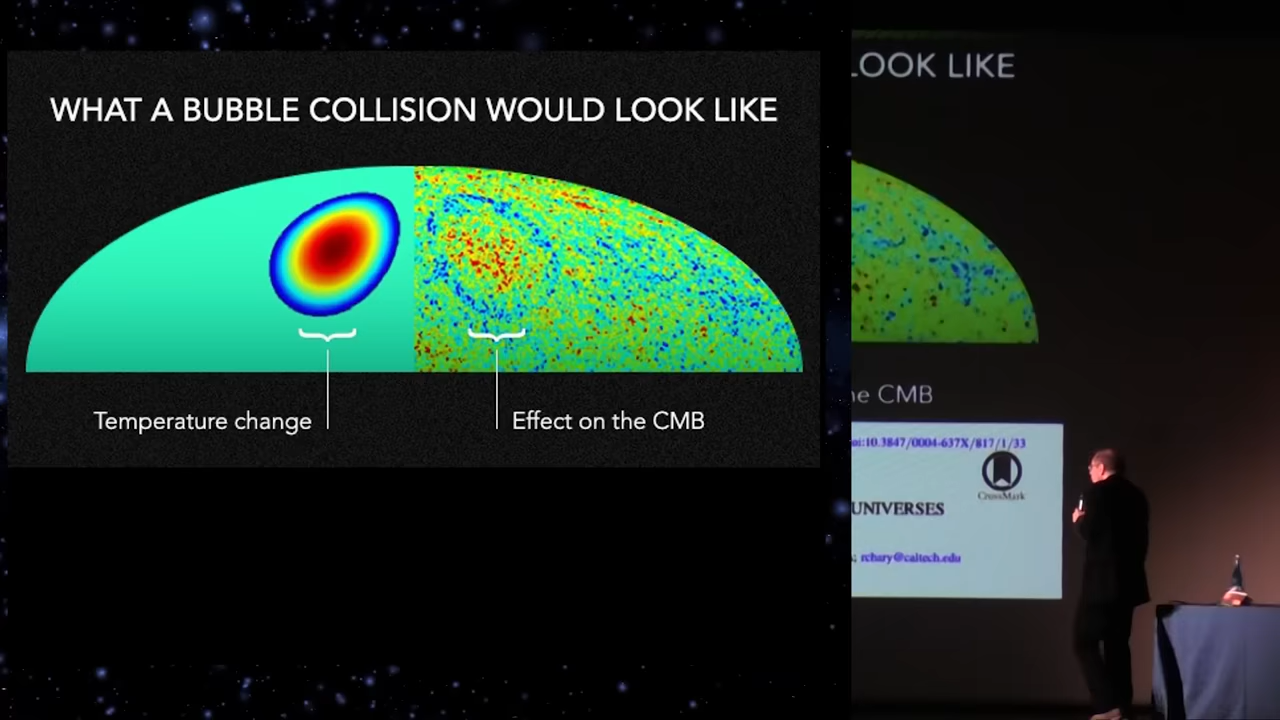 WHAT A BUBBLE COLLISION WOULD LOOK LIKE
Temperature change
Effect on the CMB
LOOK LIKE
he CMB
doi:10.3847/0004-637X/817/1/33
CrossMark
UNIVERSES
rchary@caltech.edu